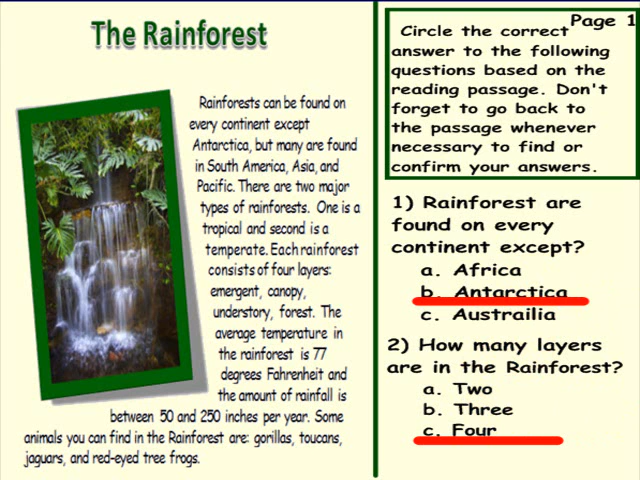 The Rainforest
Rainforests can be found on
every continent except
Antarctica, but many are found
in South America, Asia, and
Pacific. There are two major
types of rainforests. One is a
tropical and second is a
temperate. Each rainforest
consists of four layers:
emergent, canopy,
understory, forest. The
average temperature in
the rainforest is 77
degrees Fahrenheit and
the amount of rainfall is
between 50 and 250 inches per year. Some
animals you can find in the Rainforest are: gorillas, toucans,
jaguars, and red-eyed tree frogs.
Page 1
Circle the correct
answer to the following
questions based on the
reading passage. Don't
forget to go back to
the passage whenever
necessary to find or
confirm your answers.
1) Rainforest are
found on every
continent except?
a. Africa
b. Antarctica
c. Austrailia
2) How many layers
are in the Rainforest?
a. Two
b. Three
c. Four